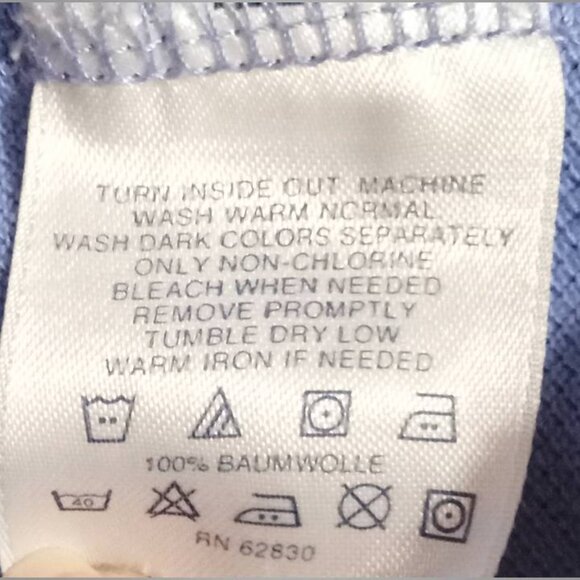 TURN INSIDE OUT MACHINE
WASH WARM NORMAL
WASH DARK COLORS SEPARATELY
ONLY NON-CHLORINE
BLEACH WHEN NEEDED
REMOVE PROMPTLY
TUMBLE DRY LOW
WARM IRON IF NEEDED
100% BAUMWOLLE
40
RN 62830